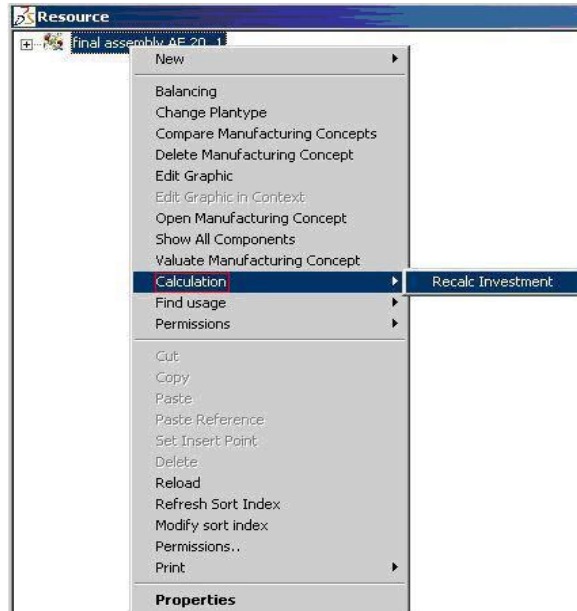 Resource
final assembly AE 20_1
New
Balancing
Change Plantype
Compare Manufacturing Concepts
Delete Manufacturing Concept
Edit Graphic
Edit Graphic in Context
Open Manufacturing Concept
Show All Components
Valuate Manufacturing Concept
Calculation Recalc Investment
Find usage
Permissions
Cut
Copy
Paste
Paste Reference
Set Insert Point
Delete
Reload
Refresh Sort Index
Modify sort index
Permissions..
Print
Properties